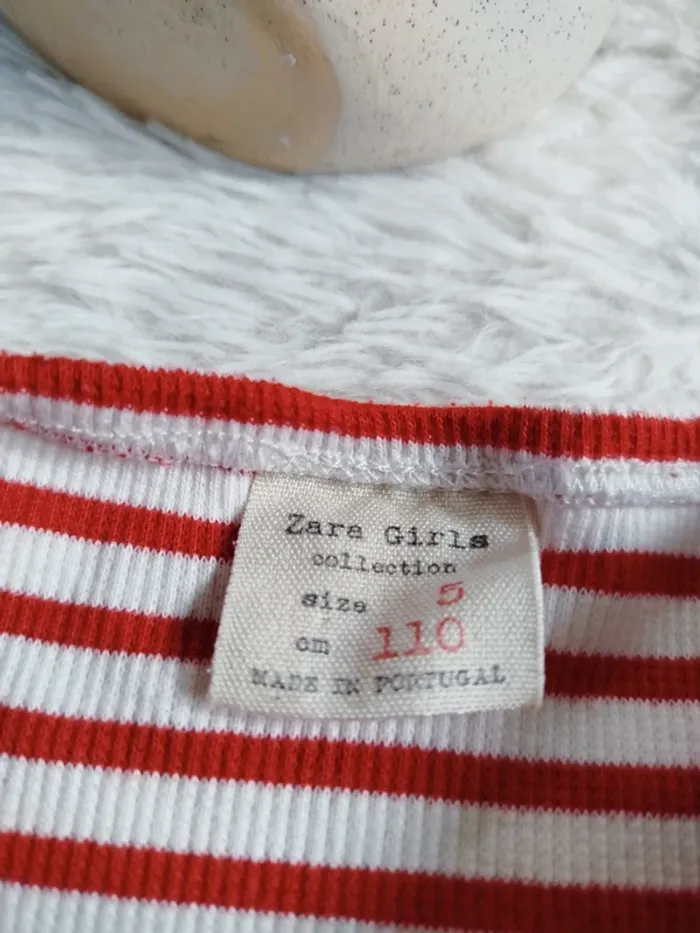 Zara Girls
collection
size 5
cm 110
MADE IN PORTUGAL